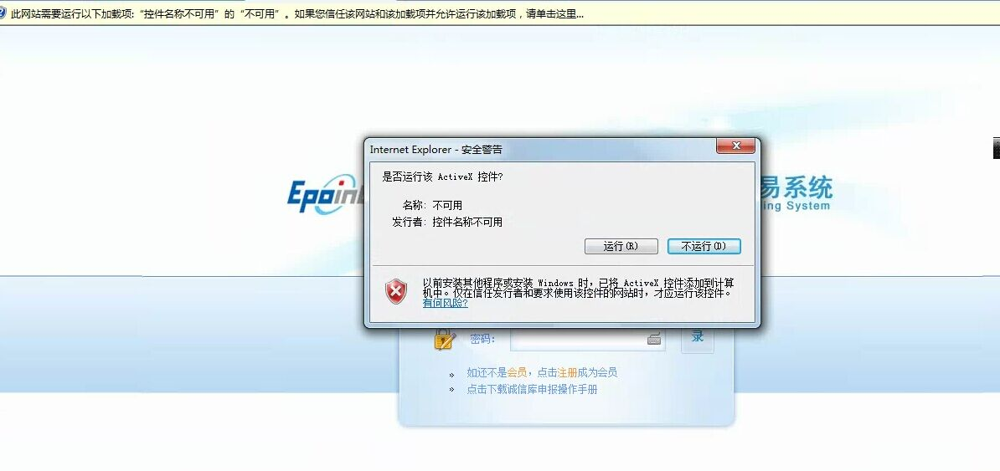 此网站需要运行以下加载项:“控件名称不可用”的“不可用”。如果您信任该网站和该加载项并允许运行该加载项，请单击这里...
Internet Explorer - 安全警告
是否运行该 ActiveX 控件?
名称: 不可用
发行者: 控件名称不可用
运行(R) 不运行(D)
Epoin
易系统
ing System
以前安装其他程序或安装 Windows 时，已将 ActiveX 控件添加到计算
机中。仅在信任发行者和要求使用该控件的网站时，才应运行该控件。
有何风险?
密码:
录
» 如还不是会员，点击注册成为会员
» 点击下载诚信库申报操作手册